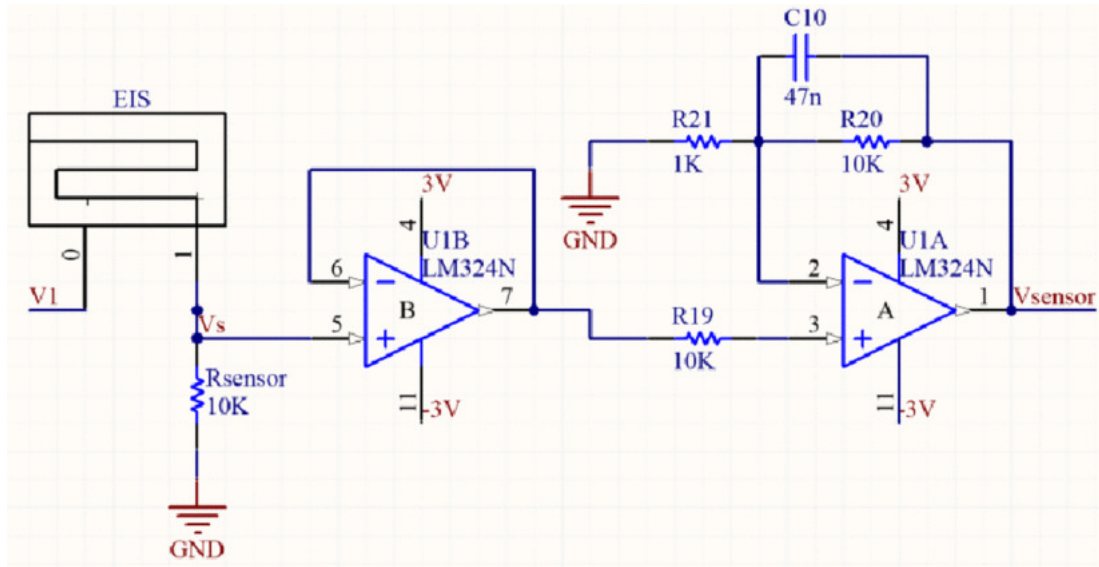 C10
47n
EIS
R21
1K
R20
10K
3V
4
U1B
LM324N
6
7
B
5
11
-3V
GND
3V
4
U1A
LM324N
2
1
Vsensor
A
3
11
-3V
0
1
V1
Vs
R19
10K
Rsensor
10K
GND